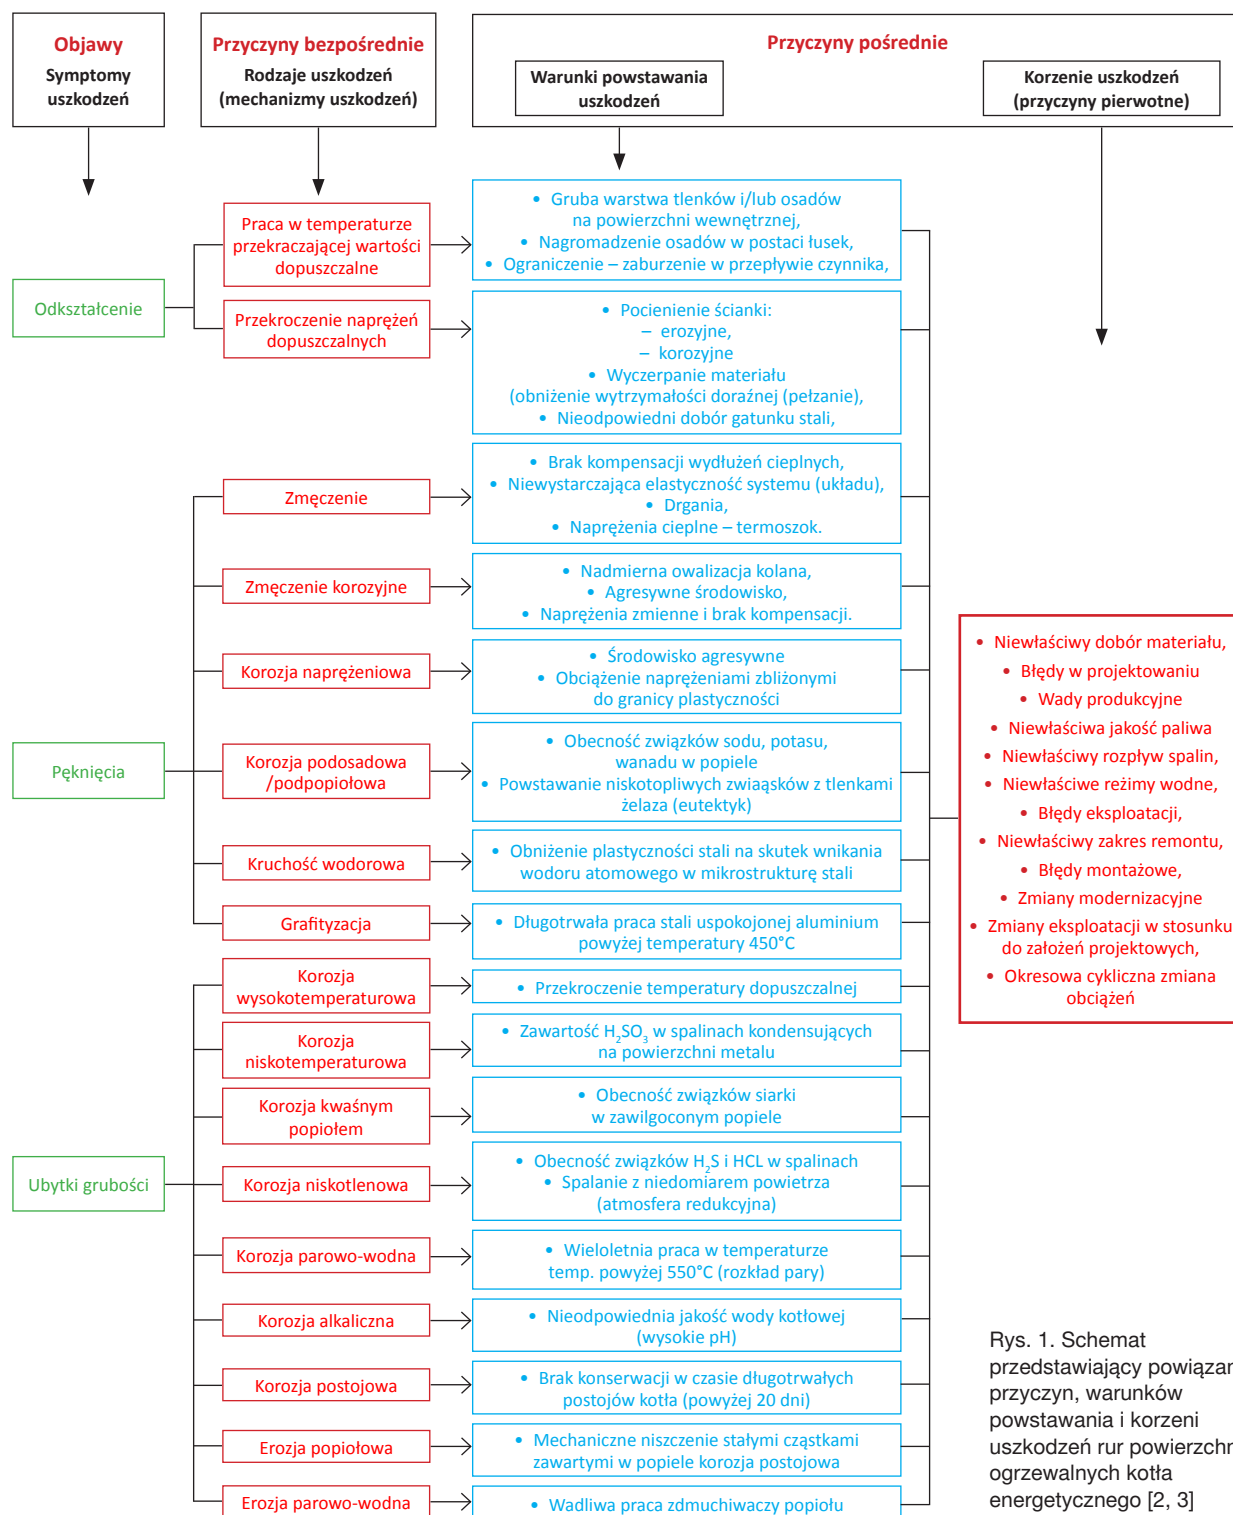 Objawy
Symptomy
uszkodzeń
Przyczyny bezpośrednie
Rodzaje uszkodzeń
(mechanizmy uszkodzeń)
Przyczyny pośrednie
Warunki powstawania
uszkodzeń
Korzenie uszkodzeń
(przyczyny pierwotne)
Odkształcenie
Praca w temperaturze
przekraczającej wartości
dopuszczalne
• Gruba warstwa tlenków i/lub osadów
na powierzchni wewnętrznej,
• Nagromadzenie osadów w postaci łusek,
• Ograniczenie – zaburzenie w przepływie czynnika,
Przekroczenie naprężeń
dopuszczalnych
• Pocienienie ścianki:
– erozyjne,
– korozyjne
• Wyczerpanie materiału
(obniżenie wytrzymałości doraźnej (pełzanie),
• Nieodpowiedni dobór gatunku stali,
Pęknięcia
Zmęczenie
• Brak kompensacji wydłużeń cieplnych,
• Niewystarczająca elastyczność systemu (układu),
• Drgania,
• Naprężenia cieplne – termoszok.
Zmęczenie korozyjne
• Nadmierna owalizacja kolana,
• Agresywne środowisko,
• Naprężenia zmienne i brak kompensacji.
Korozja naprężeniowa
• Środowisko agresywne
• Obciążenie naprężeniami zbliżonymi
do granicy plastyczności
Korozja podosadowa
/podpopiołowa
• Obecność związków sodu, potasu,
wanadu w popiele
• Powstawanie niskotopliwych zwiaąsków z tlenkami
żelaza (eutektyk)
Kruchość wodorowa
• Obniżenie plastyczności stali na skutek wnikania
wodoru atomowego w mikrostrukturę stali
Grafityzacja
• Długotrwała praca stali uspokojonej aluminium
powyżej temperatury 450°C
Ubytki grubości
Korozja
wysokotemperaturowa
• Przekroczenie temperatury dopuszczalnej
Korozja
niskotemperaturowa
• Zawartość H₂SO₃ w spalinach kondensujących
na powierzchni metalu
Korozja kwaśnym
popiołem
• Obecność związków siarki
w zawilgoconym popiele
Korozja niskotlenowa
• Obecność związków H₂S i HCL w spalinach
• Spalanie z niedomiarem powietrza
(atmosfera redukcyjna)
Korozja parowo-wodna
• Wieloletnia praca w temperaturze
temp. powyżej 550°C (rozkład pary)
Korozja alkaliczna
• Nieodpowiednia jakość wody kotłowej
(wysokie pH)
Korozja postojowa
• Brak konserwacji w czasie długotrwałych
postojów kotła (powyżej 20 dni)
Erozja popiołowa
• Mechaniczne niszczenie stałymi cząstkami
zawartymi w popiele korozja postojowa
Erozja parowo-wodna
• Wadliwa praca zdmuchiwaczy popiołu
• Niewłaściwy dobór materiału,
• Błędy w projektowaniu
• Wady produkcyjne
• Niewłaściwa jakość paliwa
• Niewłaściwy rozpływ spalin,
• Niewłaściwe reżimy wodne,
• Błędy eksploatacji,
• Niewłaściwy zakres remontu,
• Błędy montażowe,
• Zmiany modernizacyjne
• Zmiany eksploatacji w stosunku
do założeń projektowych,
• Okresowa cykliczna zmiana
obciążeń
Rys. 1. Schemat
przedstawiający powiązan
przyczyn, warunków
powstawania i korzeni
uszkodzeń rur powierzchn
ogrzewalnych kotła
energetycznego [2, 3]